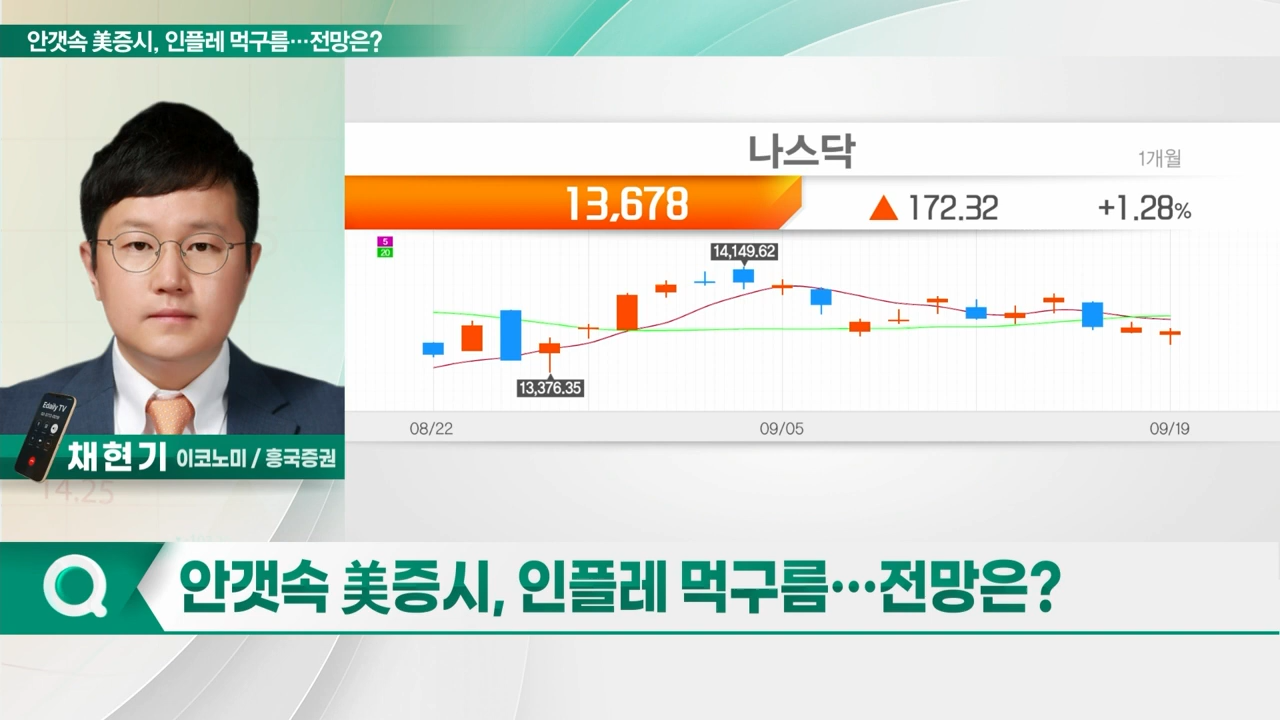 안갯속 美증시, 인플레 먹구름…전망은?
나스닥
1개월
13,678 ▲ 172.32 +1.28%
5
20
14,149.62
13,376.35
08/22 09/05 09/19
Edaily TV
채현기 이코노미 / 흥국증권
14.25
안갯속 美증시, 인플레 먹구름…전망은?